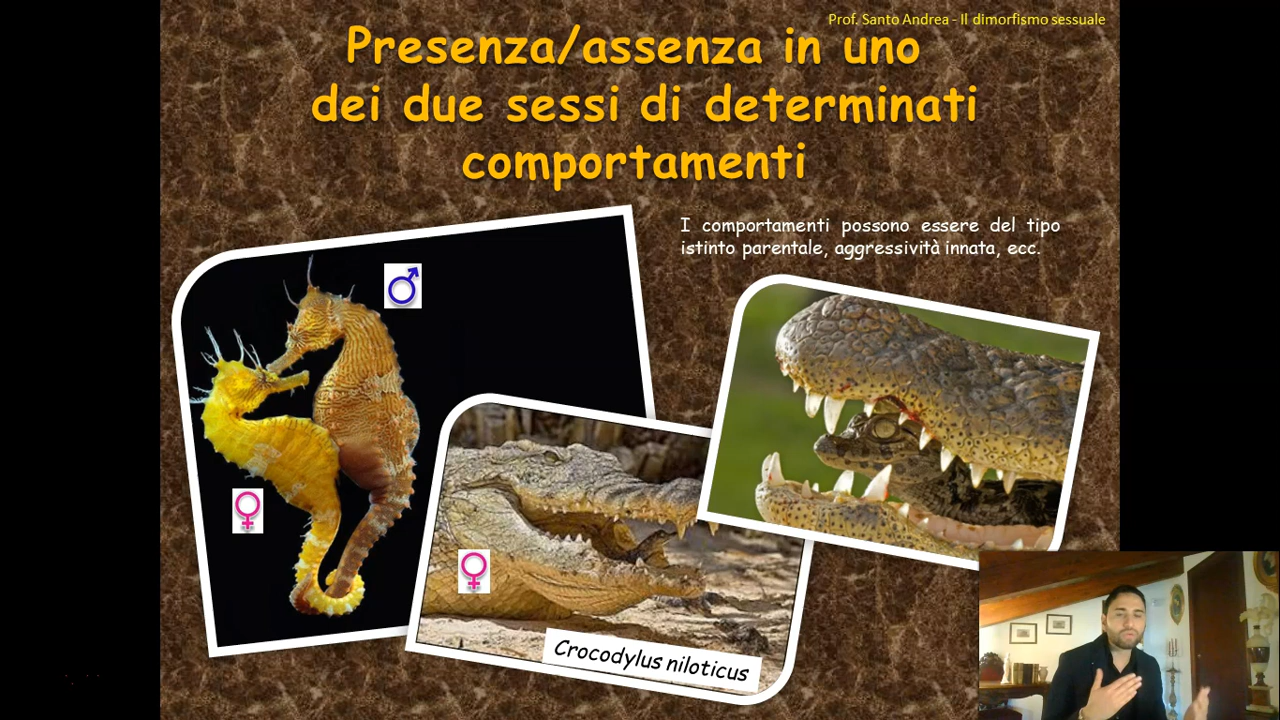 Prof. Santo Andrea - Il dimorfismo sessuale
Presenza/assenza in uno
dei due sessi di determinati
comportamenti
I comportamenti possono essere del tipo
istinto parentale, aggressività innata, ecc.
Crocodylus niloticus